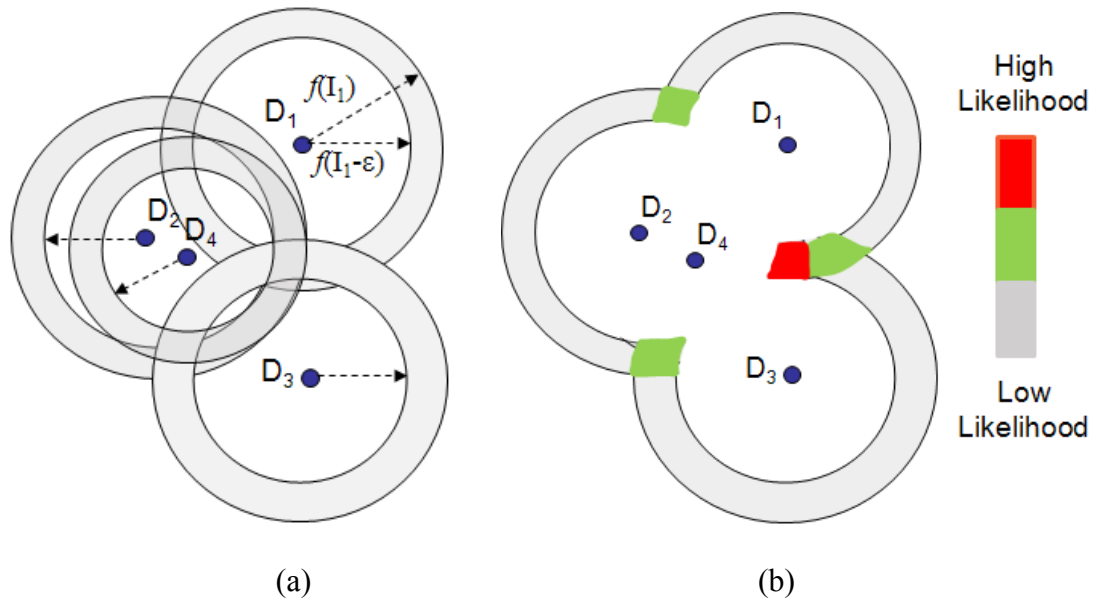 f(I₁)
D₁
f(I₁-ε)
D₂
D₄
D₃
(a)
D₁
D₂
D₄
D₃
(b)
High
Likelihood
Low
Likelihood